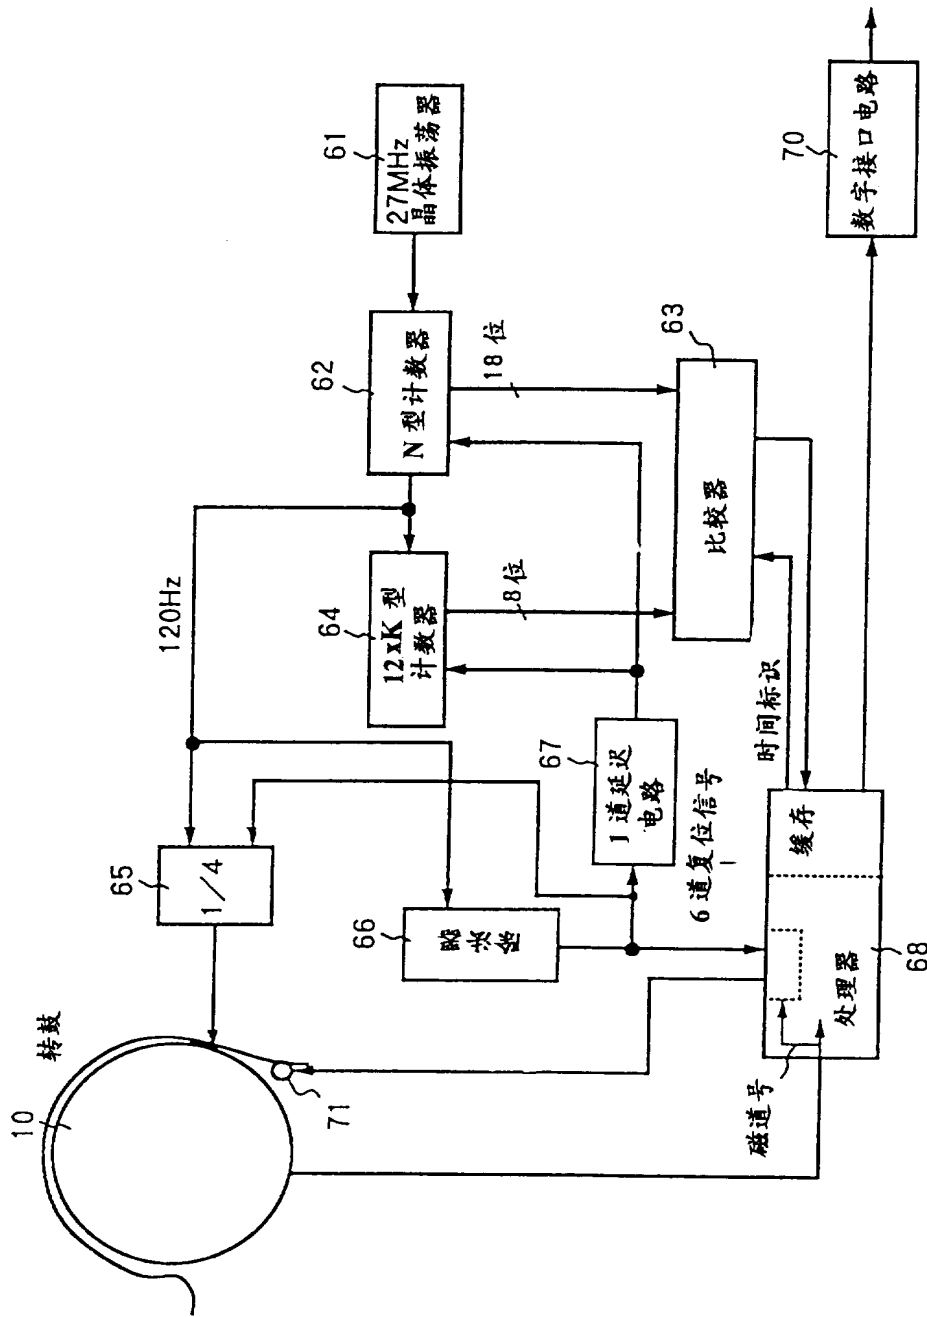 10
转鼓
71
65
1/4
120Hz
66
64
12xK 型
计数器
62
N 型计数器
61
27MHz
晶体振荡器
8位
18位
63
比较器
67
1道延迟
电路
6道复位信号
时间标识
磁道号
处理器
缓存
68
70
数字接口电路